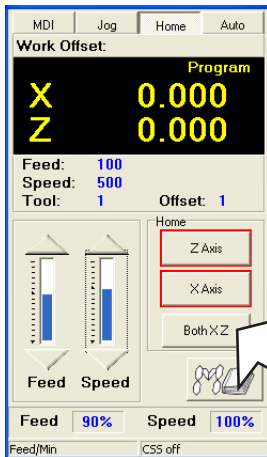 MDI Jog Home Auto
Work Offset:
Program
X 0.000
Z 0.000
Feed: 100
Speed: 500
Tool: 1 Offset: 1
Home
Z Axis
X Axis
Both X Z
Feed Speed
Feed 90% Speed 100%
Feed/Min CSS off